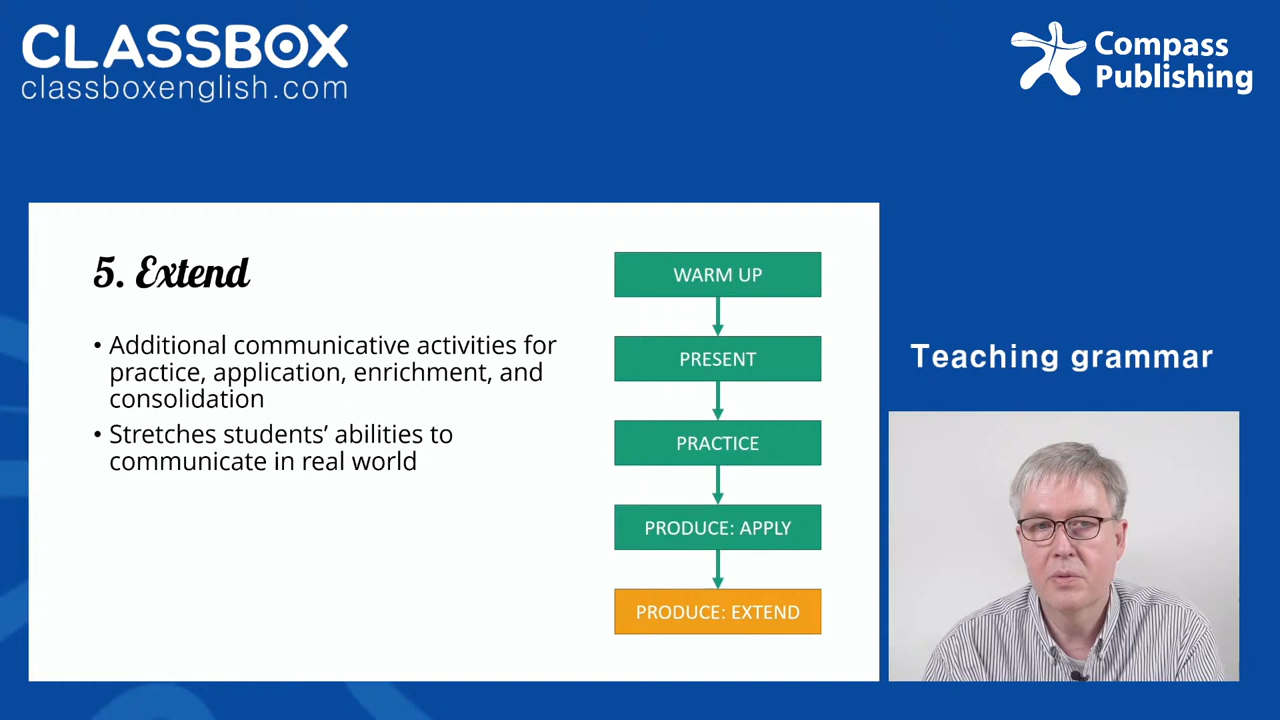 CLASSBOX
classboxenglish.com
Compass
Publishing
5. Extend
• Additional communicative activities for
practice, application, enrichment, and
consolidation
• Stretches students’ abilities to
communicate in real world
WARM UP
PRESENT
PRACTICE
PRODUCE: APPLY
PRODUCE: EXTEND
Teaching grammar